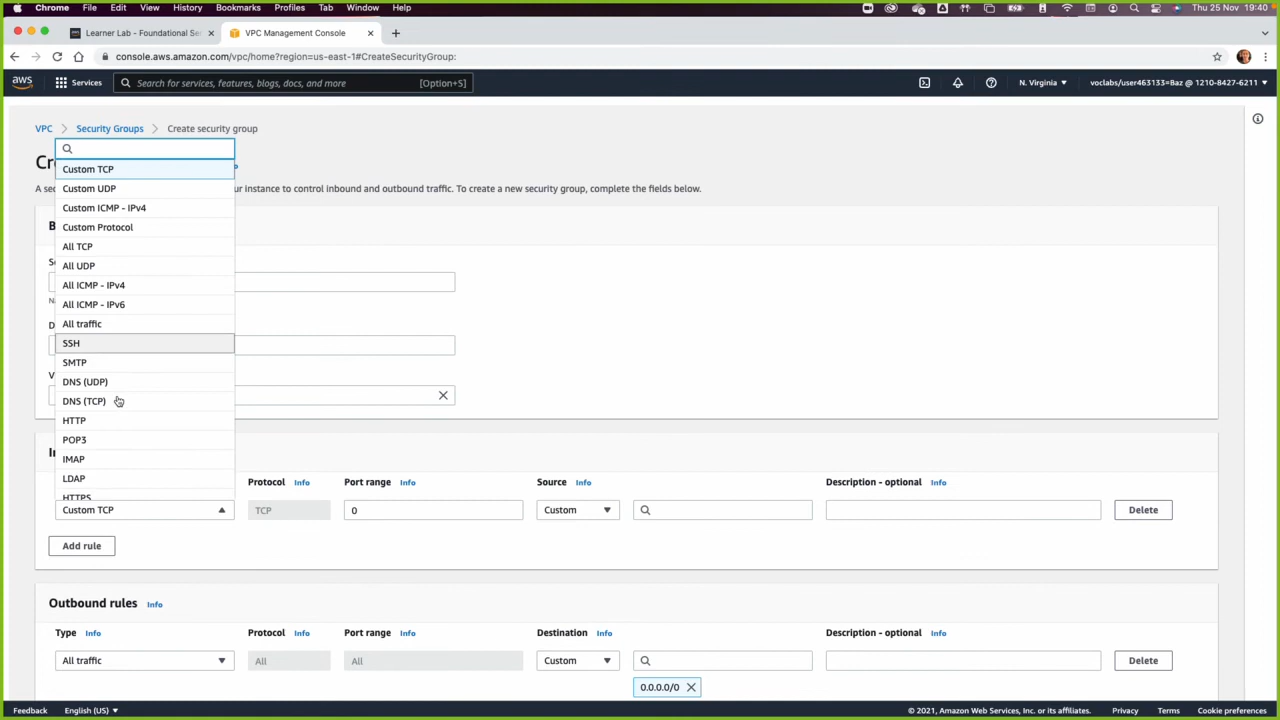 Chrome File Edit View History Bookmarks Profiles Tab Window Help Thu 25 Nov 19:40
Learner Lab - Foundational Se VPC Management Console
console.aws.amazon.com/vpc/home?region=us-east-1#CreateSecurityGroup:
aws Services Search for services, features, blogs, docs, and more [Option+S] N. Virginia voclabs/user463133=Baz @ 1210-8427-6211
VPC Security Groups Create security group
Custom TCP
Custom UDP
ur instance to control inbound and outbound traffic. To create a new security group, complete the fields below.
Custom ICMP - IPv4
Custom Protocol
All TCP
All UDP
All ICMP - IPv4
All ICMP - IPv6
All traffic
SSH
SMTP
DNS (UDP)
DNS (TCP)
HTTP
POP3
IMAP
LDAP
HTTPS
Protocol Info Port range Info Source Info Description - optional Info
Custom TCP TCP 0 Custom Delete
Add rule
Outbound rules Info
Type Info Protocol Info Port range Info Destination Info Description - optional Info
All traffic All All Custom Delete
0.0.0.0/0
Feedback English (US) © 2021, Amazon Web Services, Inc. or its affiliates. Privacy Terms Cookie preferences